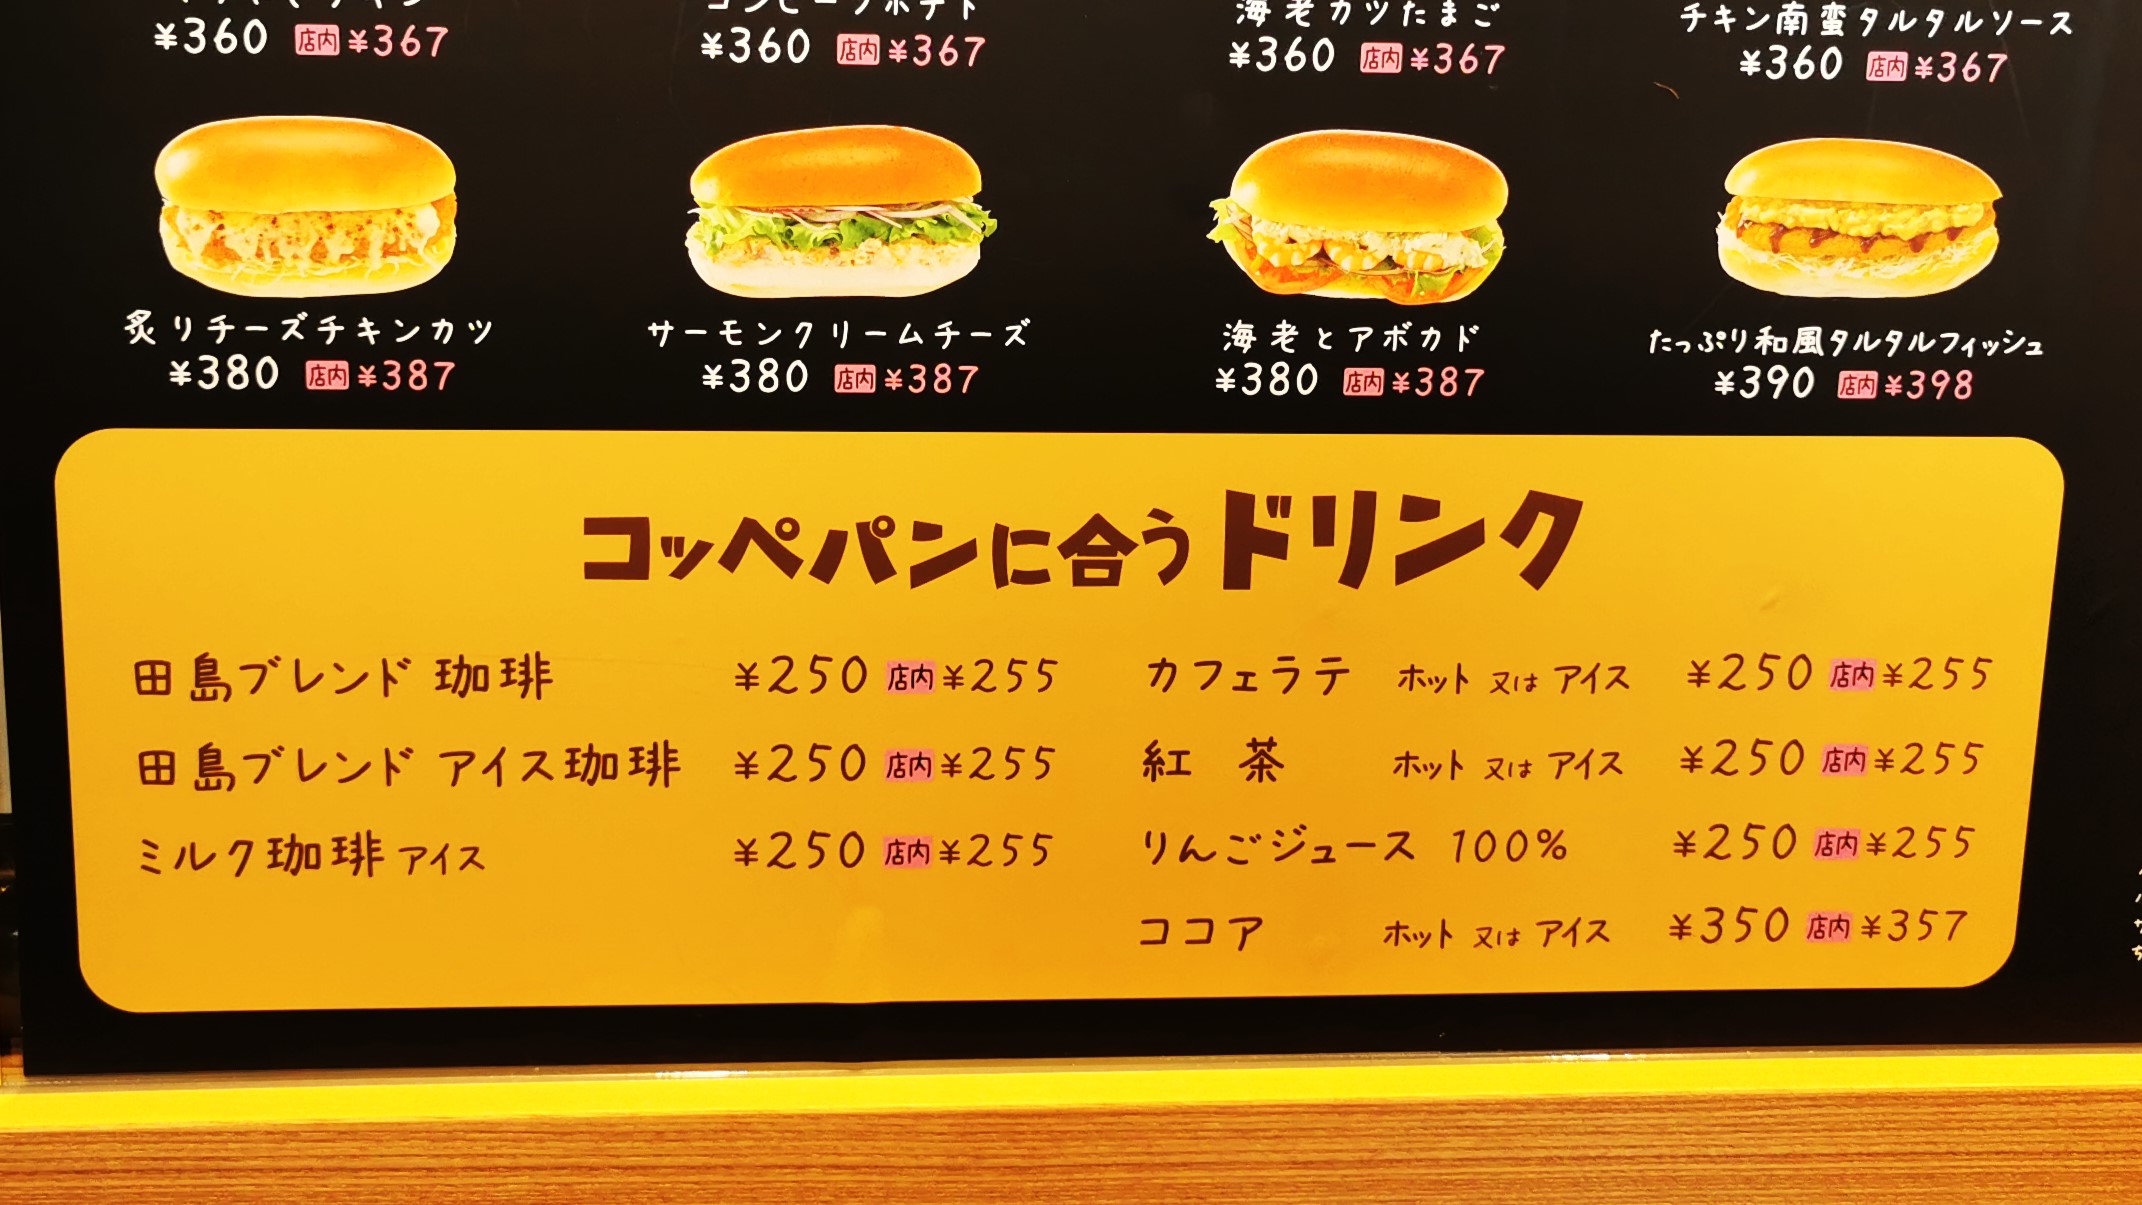 コンビーフポテト
海老カツたまご
チキン南蛮タルタルソース
¥360 店内 ¥367
¥360 店内 ¥367
¥360 店内 ¥367
¥360 店内 ¥367
炙りチーズチキンカツ
¥380 店内 ¥387
サーモンクリームチーズ
¥380 店内 ¥387
海老とアボカド
¥380 店内 ¥387
たっぷり和風タルタルフィッシュ
¥390 店内 ¥398
コッペパンに合うドリンク
田島ブレンド 珈琲 ¥250 店内 ¥255
田島ブレンド アイス珈琲 ¥250 店内 ¥255
ミルク珈琲 アイス ¥250 店内 ¥255
カフェラテ ホット 又は アイス ¥250 店内 ¥255
紅 茶 ホット 又は アイス ¥250 店内 ¥255
りんごジュース 100% ¥250 店内 ¥255
ココア ホット 又は アイス ¥350 店内 ¥357